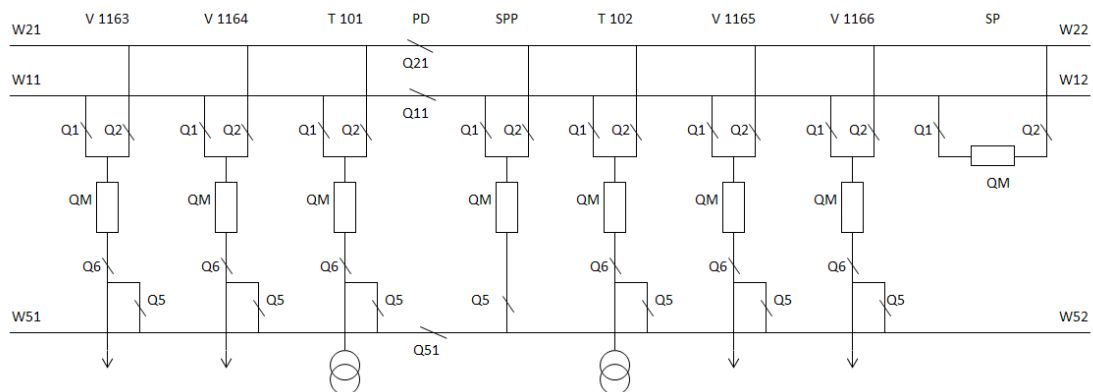 V 1163 V 1164 T 101 PD SPP T 102 V 1165 V 1166 SP
W21 W22
Q21
W11 W12
Q11
Q1 Q2 Q1 Q2 Q1 Q2 Q1 Q2 Q1 Q2 Q1 Q2 Q1 Q2 Q1 Q2
QM
QM QM QM QM QM QM QM
Q6 Q6 Q6 Q6 Q6 Q6
Q5 Q5 Q5 Q5 Q5 Q5 Q5
W51 W52
Q51